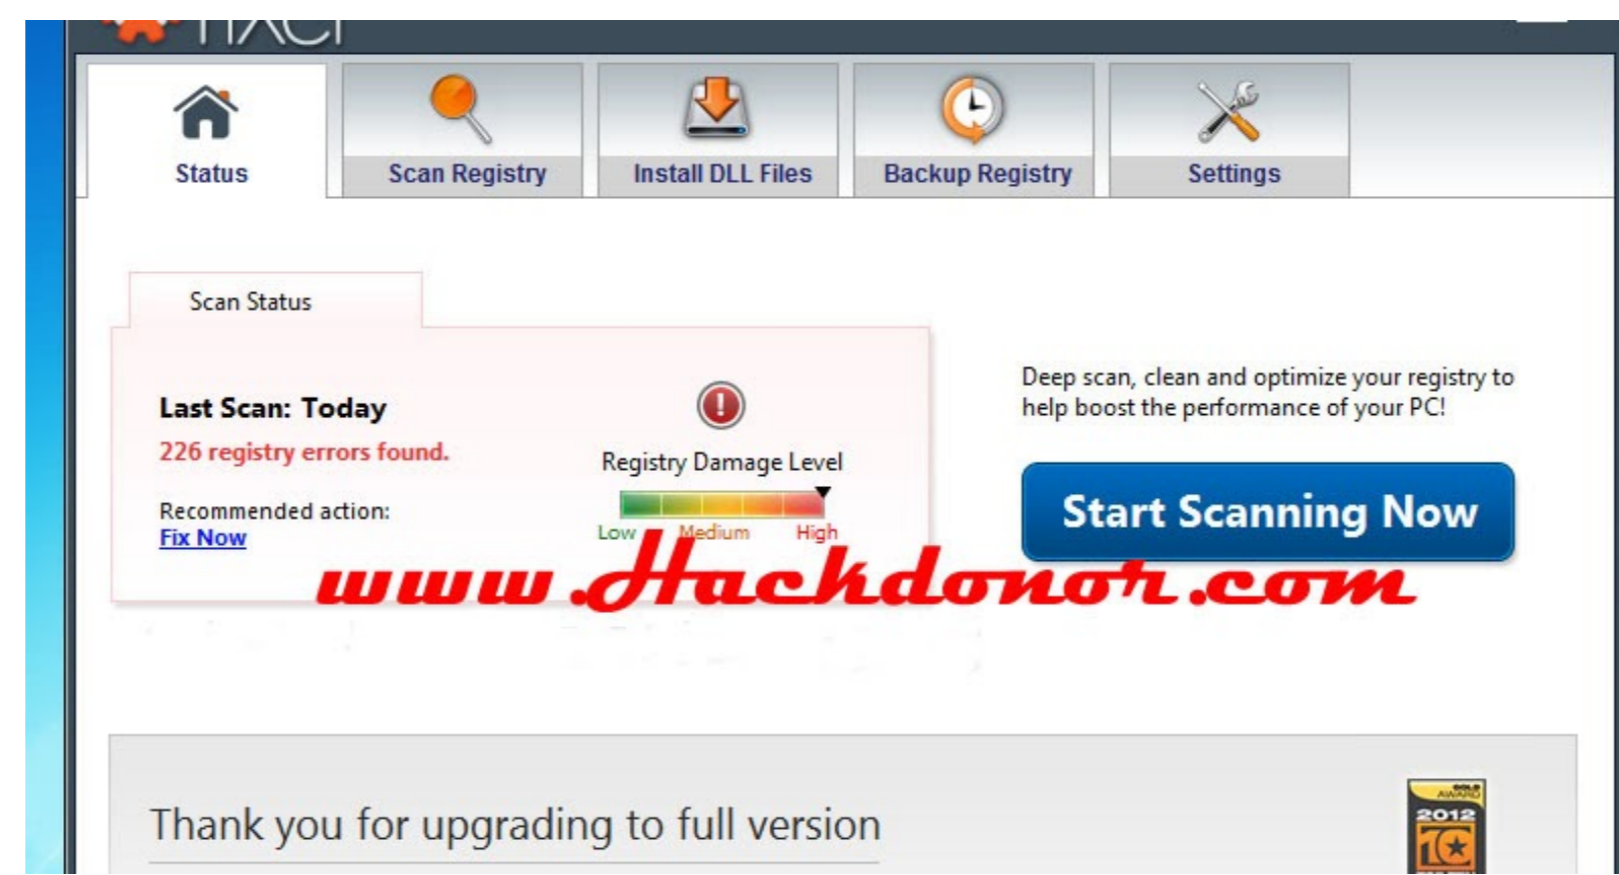 Status
Scan Registry
Install DLL Files
Backup Registry
Settings
Scan Status
Last Scan: Today
226 registry errors found.
Recommended action:
Fix Now
Registry Damage Level
Low Medium High
Deep scan, clean and optimize your registry to
help boost the performance of your PC!
Start Scanning Now
www.Hackdonor.com
Thank you for upgrading to full version
GOLD
AWARD
2012